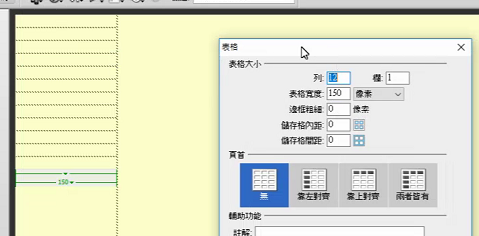 表格
表格大小
列: 12 欄: 1
表格寬度: 150 像素
邊框粗細: 0 像素
儲存格內距: 0
儲存格間距: 0
頁首
無 靠左對齊 靠上對齊 兩者皆有
輔助功能
註解:
150